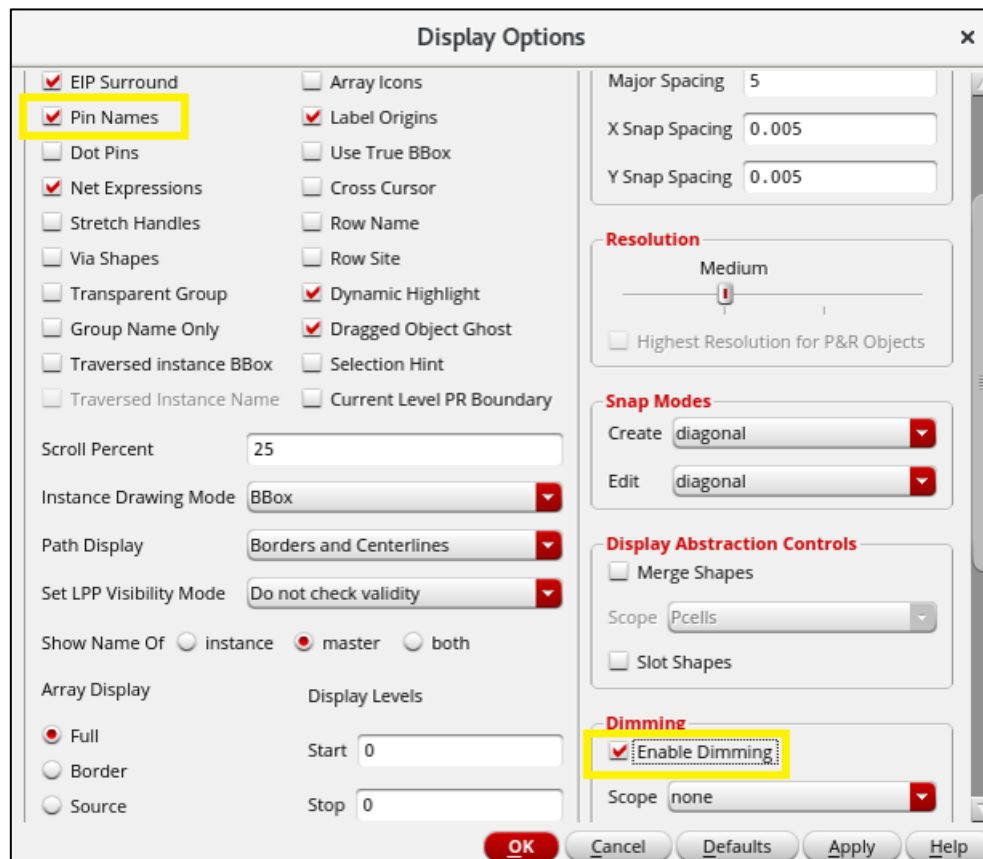 Display Options
EIP Surround
Array Icons
Pin Names
Label Origins
Dot Pins
Use True BBox
Net Expressions
Cross Cursor
Stretch Handles
Row Name
Via Shapes
Row Site
Transparent Group
Dynamic Highlight
Group Name Only
Dragged Object Ghost
Traversed instance BBox
Selection Hint
Traversed Instance Name
Current Level PR Boundary
Scroll Percent 25
Instance Drawing Mode BBox
Path Display Borders and Centerlines
Set LPP Visibility Mode Do not check validity
Show Name Of instance master both
Array Display
Display Levels
Full
Border
Source
Start 0
Stop 0
Major Spacing 5
X Snap Spacing 0.005
Y Snap Spacing 0.005
Resolution
Medium
Highest Resolution for P&R Objects
Snap Modes
Create diagonal
Edit diagonal
Display Abstraction Controls
Merge Shapes
Scope Pcells
Slot Shapes
Dimming
Enable Dimming
Scope none
OK Cancel Defaults Apply Help